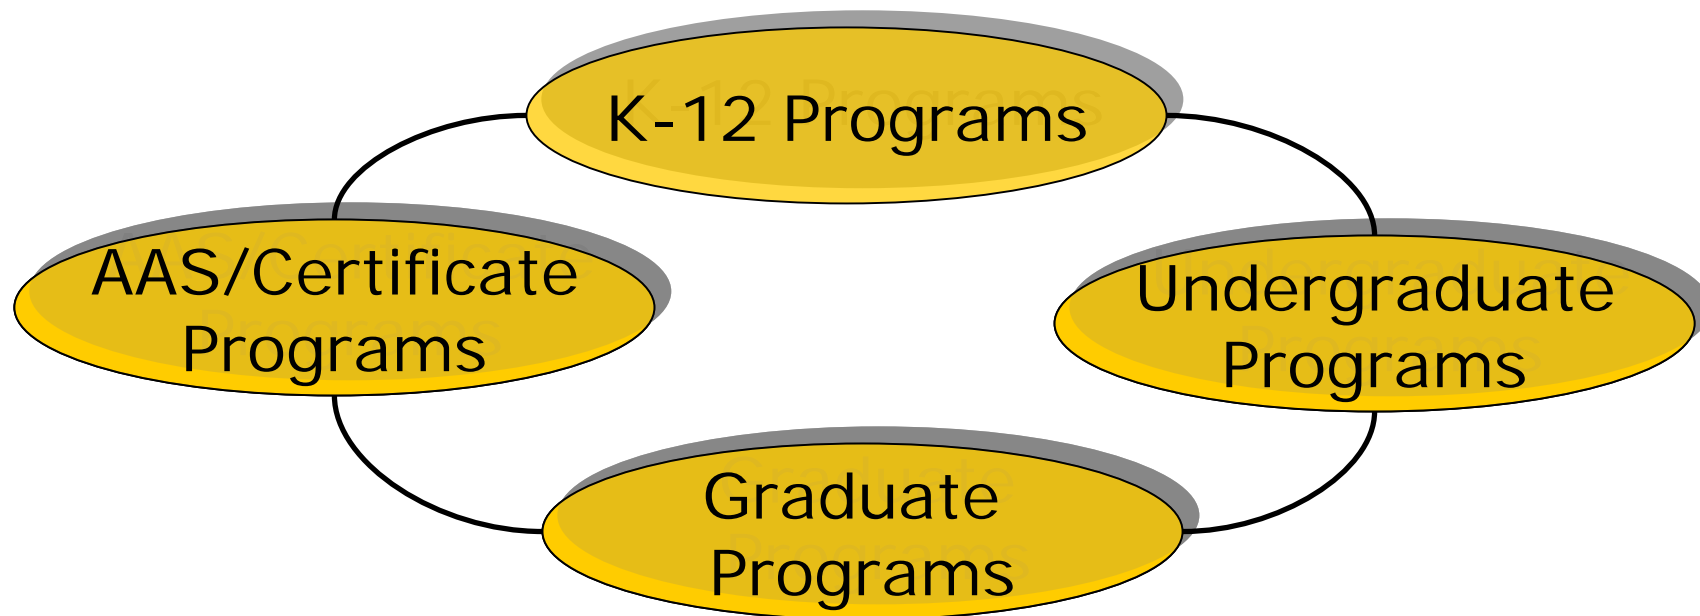 K-12 Programs
AAS/Certificate
Programs
Undergraduate
Programs
Graduate
Programs